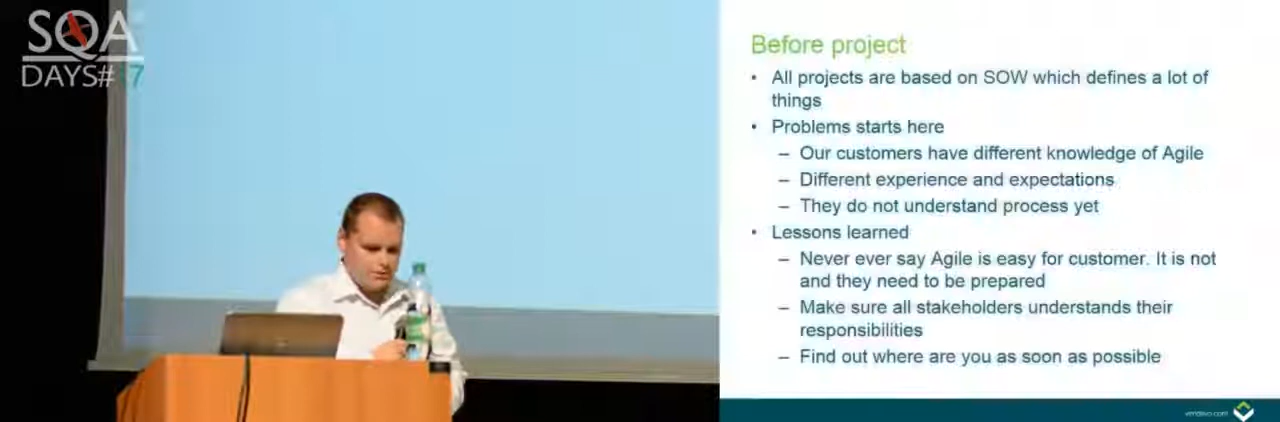 SQA
DAYS# 7
Before project
• All projects are based on SOW which defines a lot of
things
• Problems starts here
– Our customers have different knowledge of Agile
– Different experience and expectations
– They do not understand process yet
• Lessons learned
– Never ever say Agile is easy for customer. It is not
and they need to be prepared
– Make sure all stakeholders understands their
responsibilities
– Find out where are you as soon as possible